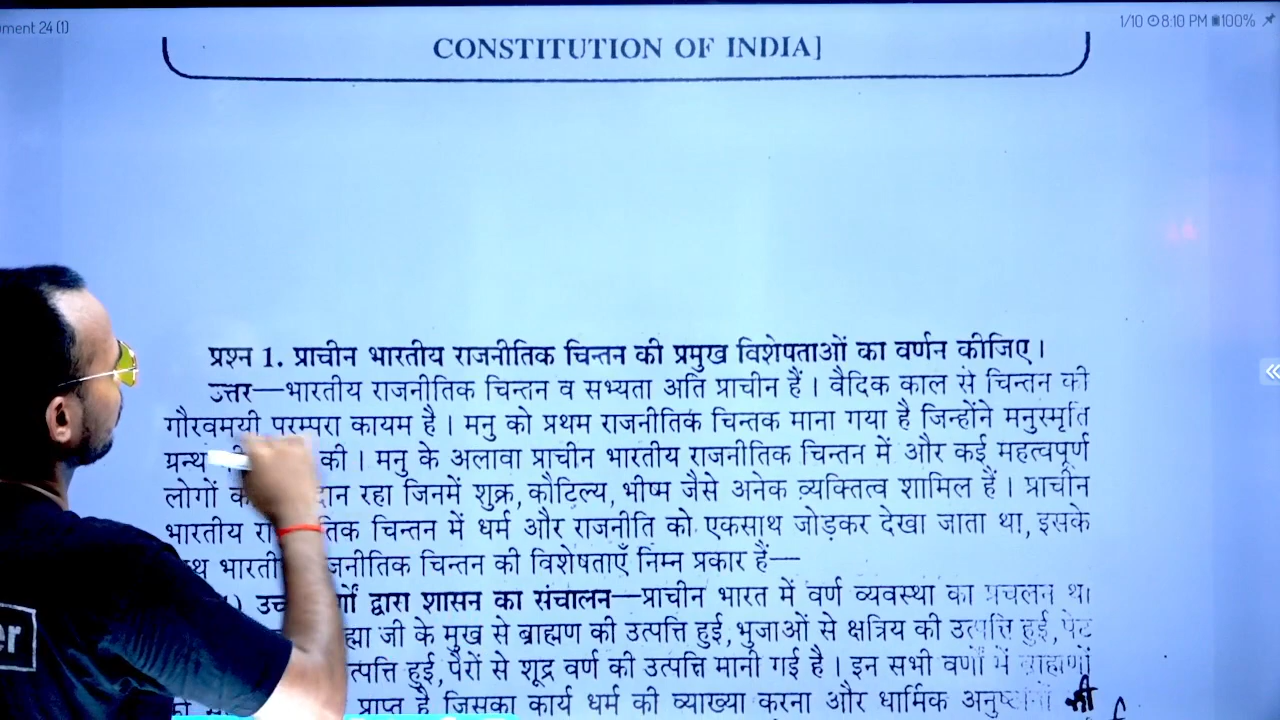 ment 24 (1)
1/10 8:10 PM 100%
CONSTITUTION OF INDIA]
प्रश्न 1. प्राचीन भारतीय राजनीतिक चिन्तन की प्रमुख विशेषताओं का वर्णन कीजिए।
उत्तर—भारतीय राजनीतिक चिन्तन व सभ्यता अति प्राचीन हैं। वैदिक काल से चिन्तन की
गौरवमयी परम्परा कायम है। मनु को प्रथम राजनीतिक चिन्तक माना गया है जिन्होंने मनुस्मृति
ग्रन्थ की। मनु के अलावा प्राचीन भारतीय राजनीतिक चिन्तन में और कई महत्वपूर्ण
लोगों रहा जिनमें शुक्र, कौटिल्य, भीष्म जैसे अनेक व्यक्तित्व शामिल हैं। प्राचीन
भारतीय तिक चिन्तन में धर्म और राजनीति को एकसाथ जोड़कर देखा जाता था, इसके
भारती जनीतिक चिन्तन की विशेषताएँ निम्न प्रकार हैं—
द्वारा शासन का संचालन—प्राचीन भारत में वर्ण व्यवस्था का प्रचलन था।
ह्मा जी के मुख से ब्राह्मण की उत्पत्ति हुई, भुजाओं से क्षत्रिय की उत्पत्ति हुई, पेट
त्पत्ति हुई, पैरों से शूद्र वर्ण की उत्पत्ति मानी गई है। इन सभी वर्णों में ब्राह्मणों
प्राप्त है जिसका कार्य धर्म की व्याख्या करना और धार्मिक
er